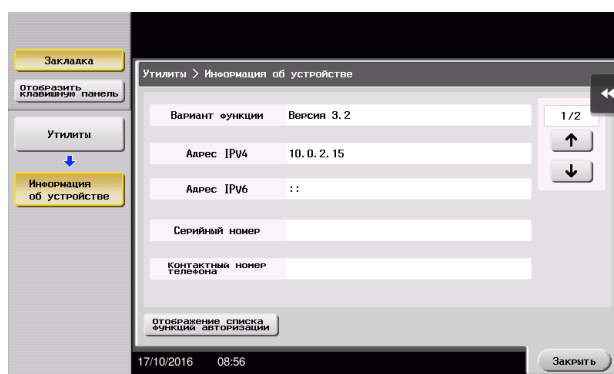 Закладка
Отобразить
клавишную панель
Утилиты
Информация
об устройстве
Утилиты > Информация об устройстве
Вариант функции
Версия 3.2
1/2
Адрес IPv4
10.0.2.15
Адрес IPv6
::
Серийный номер
Контактный номер
телефона
Отображение списка
функций авторизации
17/10/2016 08:56
Закрыть